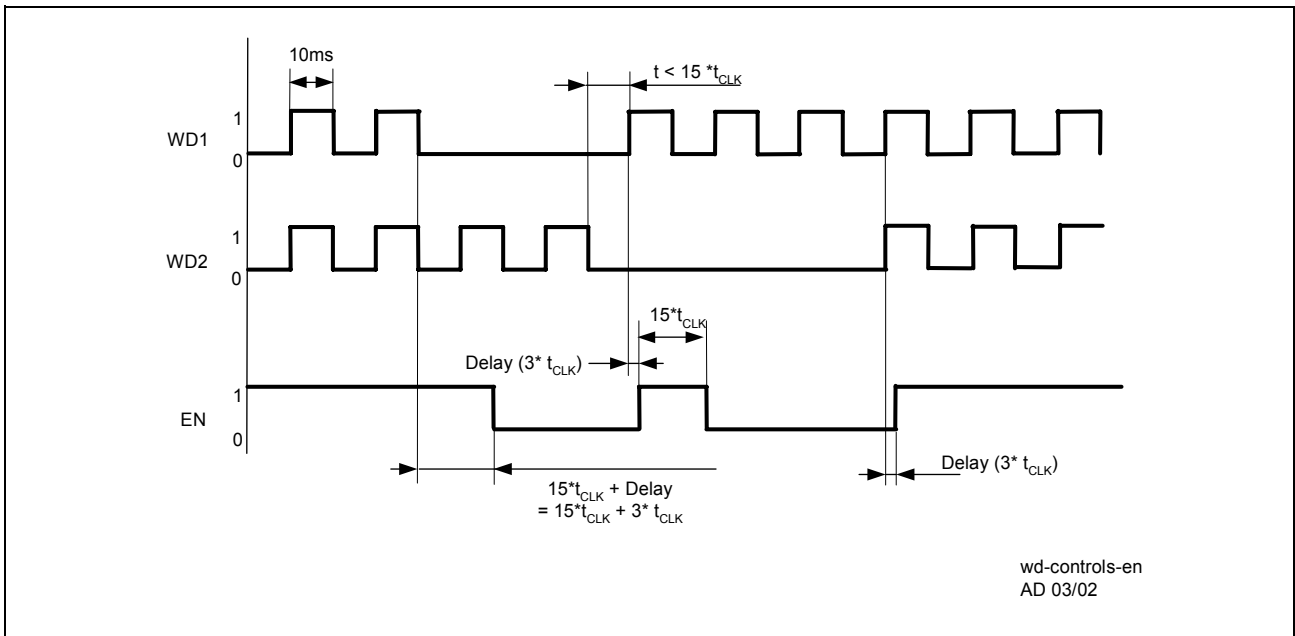 10ms
t < 15 *tCLK
1
WD1
0
1
WD2
0
15*tCLK
Delay (3* tCLK)
1
EN
0
Delay (3* tCLK)
15*tCLK + Delay
= 15*tCLK + 3* tCLK
wd-controls-en
AD 03/02